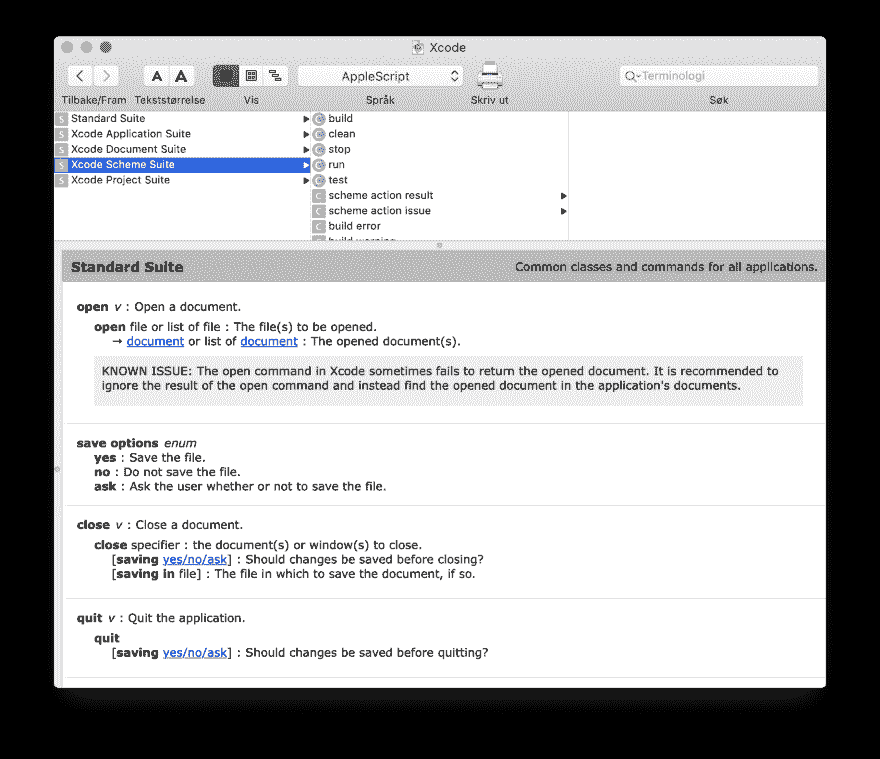 Xcode
A A
AppleScript
Terminologi
Tilbake/Fram Tekststørrelse Vis Språk Skriv ut Søk
S Standard Suite
S Xcode Application Suite
S Xcode Document Suite
S Xcode Scheme Suite
S Xcode Project Suite
C build
C clean
C stop
C run
C test
C scheme action result
C scheme action issue
C build error
build warning
Standard Suite Common classes and commands for all applications.
open v : Open a document.
open file or list of file : The file(s) to be opened.
→ document or list of document : The opened document(s).
KNOWN ISSUE: The open command in Xcode sometimes fails to return the opened document. It is recommended to
ignore the result of the open command and instead find the opened document in the application's documents.
save options enum
yes : Save the file.
no : Do not save the file.
ask : Ask the user whether or not to save the file.
close v : Close a document.
close specifier : the document(s) or window(s) to close.
[saving yes/no/ask] : Should changes be saved before closing?
[saving in file] : The file in which to save the document, if so.
quit v : Quit the application.
quit
[saving yes/no/ask] : Should changes be saved before quitting?